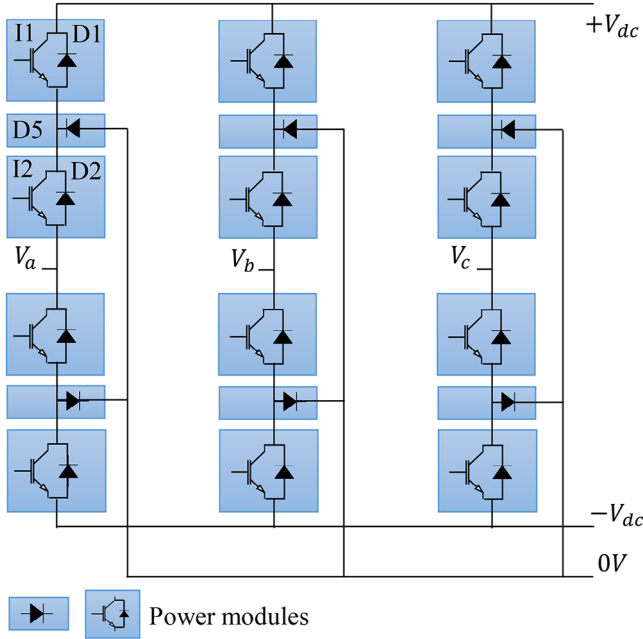 I1 D1
+V_dc
D5
I2 D2
V_a
V_b
V_c
−V_dc
0V
Power modules